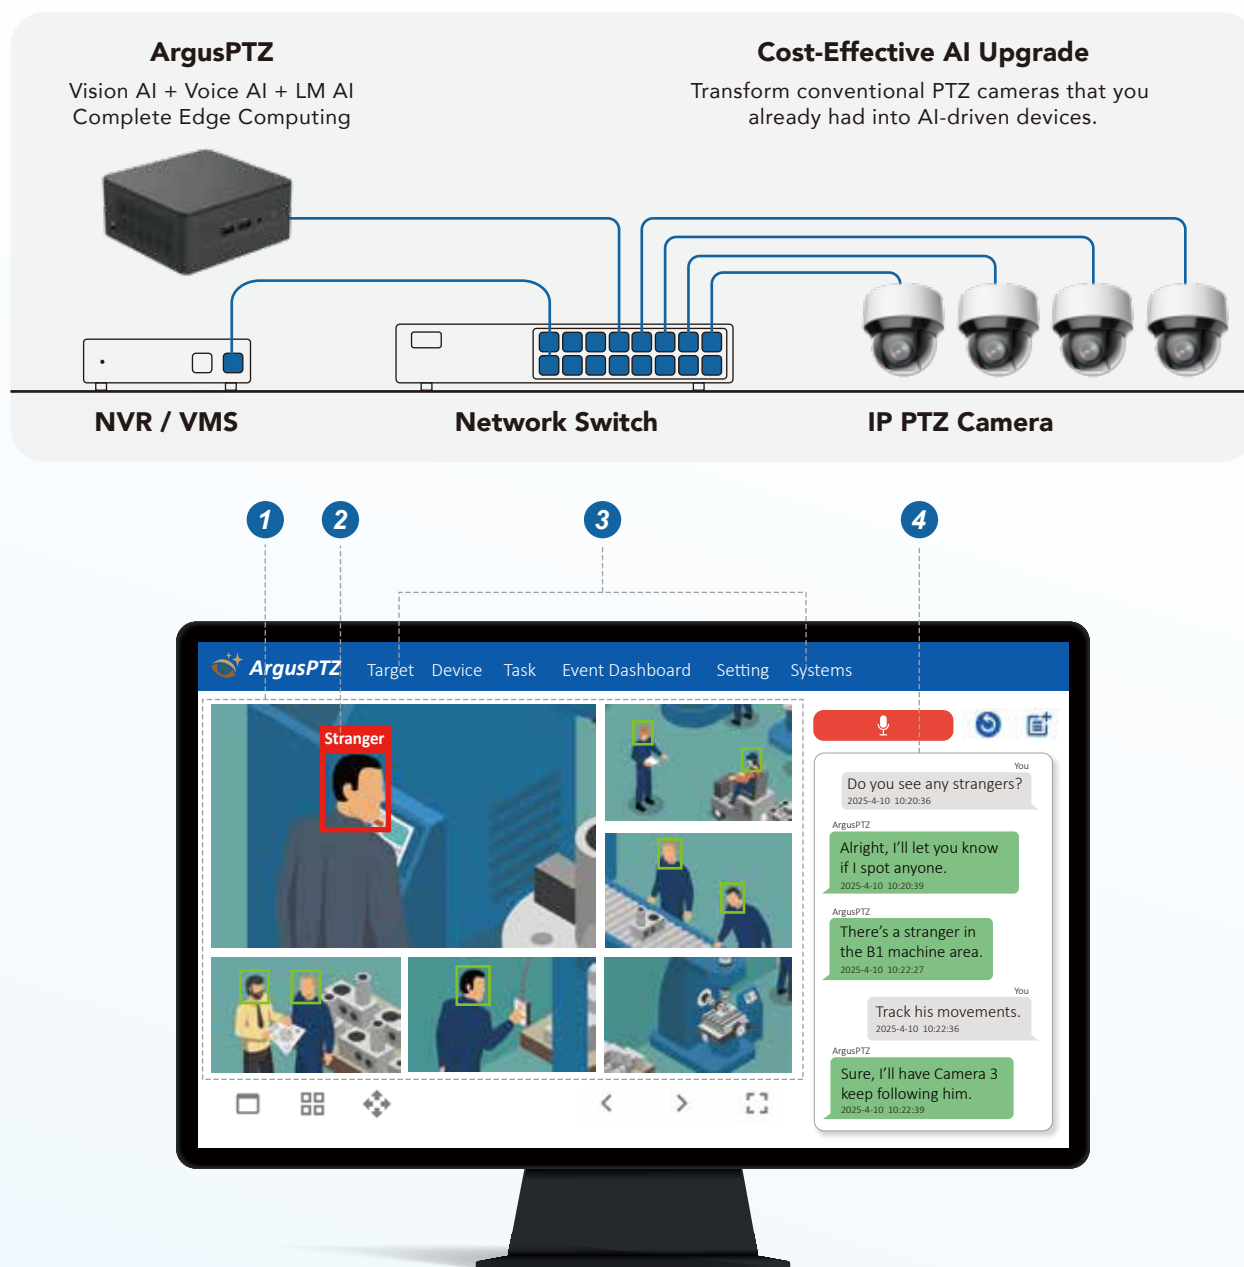 ArgusPTZ
Vision AI + Voice AI + LM AI
Complete Edge Computing
Cost-Effective AI Upgrade
Transform conventional PTZ cameras that you
already had into AI-driven devices.
NVR / VMS
Network Switch
IP PTZ Camera
1
2
3
4
ArgusPTZ
Target
Device
Task
Event Dashboard
Setting
Systems
Stranger
You
Do you see any strangers?
2025-4-10 10:20:36
ArgusPTZ
Alright, I'll let you know
if I spot anyone.
2025-4-10 10:20:39
ArgusPTZ
There's a stranger in
the B1 machine area.
2025-4-10 10:22:27
You
Track his movements.
2025-4-10 10:22:36
ArgusPTZ
Sure, I'll have Camera 3
keep following him.
2025-4-10 10:22:39